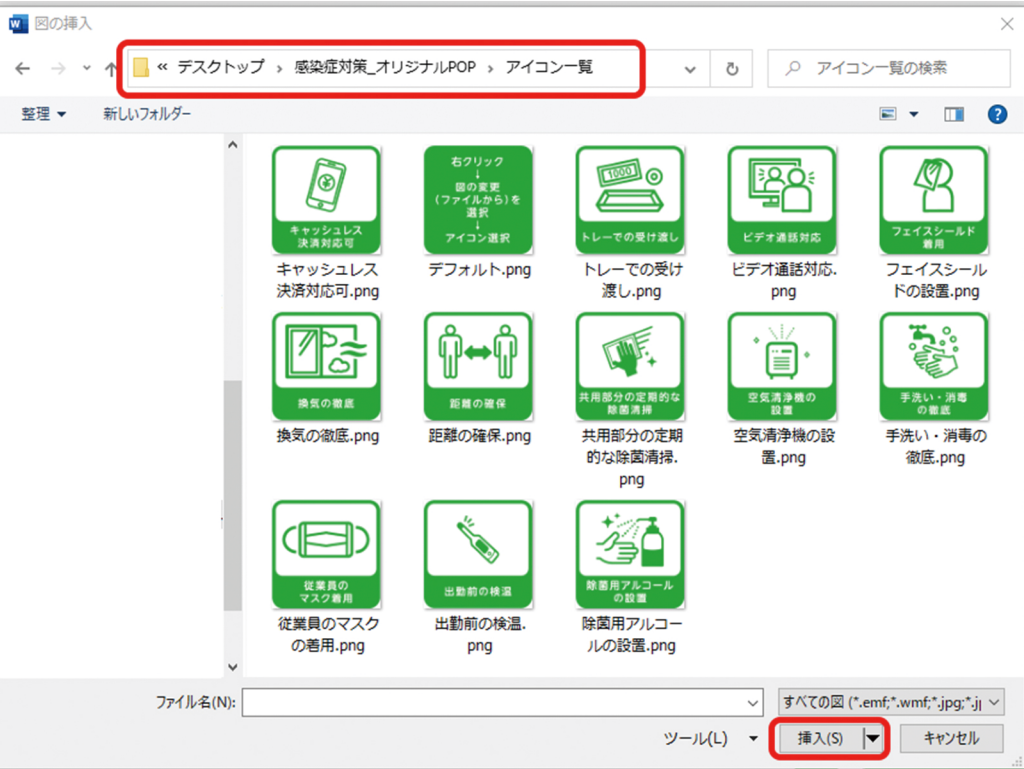 図の挿入
« デスクトップ › 感染症対策_オリジナルPOP › アイコン一覧
アイコン一覧の検索
整理
新しいフォルダー
キャッシュレス
決済対応可
キャッシュレス
決済対応可.png
右クリック
↓
図の変更
(ファイルから)を
選択
↓
アイコン選択
デフォルト.png
1000
トレーでの受け渡し
トレーでの受け
渡し.png
ビデオ通話対応
ビデオ通話対応.
png
フェイスシールド
着用
フェイスシール
ドの設置.png
換気の徹底
換気の徹底.png
距離の確保
距離の確保.png
共用部分の定期的な
除菌清掃
共用部分の定期
的な除菌清掃.
png
空気清浄機の
設置
空気清浄機の設
置.png
手洗い・消毒
の徹底
手洗い・消毒の
徹底.png
従業員の
マスク着用
従業員のマスク
の着用.png
出勤前の検温
出勤前の検温.
png
除菌用アルコール
の設置
除菌用アルコー
ルの設置.png
ファイル名(N):
すべての図 (*.emf;*.wmf;*.jpg;*.j
ツール(L)
挿入(S)
キャンセル